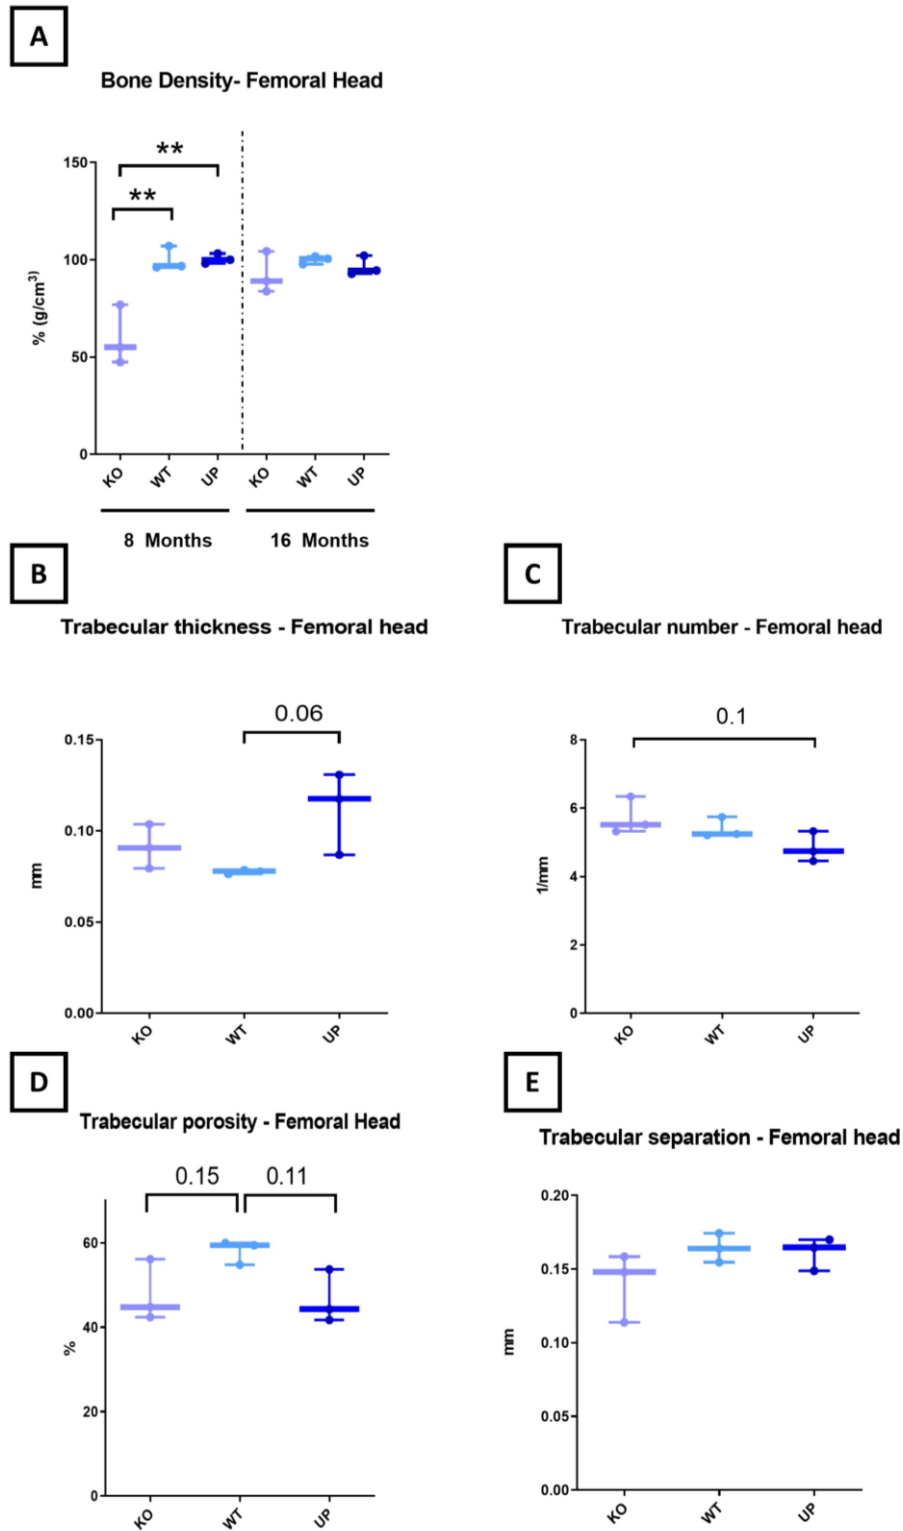 A
Bone Density- Femoral Head
**
**
150
100
50
0
% (g/cm³)
KO WT UP KO WT UP
8 Months 16 Months
B
Trabecular thickness - Femoral head
0.06
0.15
0.10
0.05
0.00
mm
KO WT UP
C
Trabecular number - Femoral head
0.1
8
6
4
2
0
1/mm
KO WT UP
D
Trabecular porosity - Femoral Head
0.15 0.11
60
40
20
0
%
KO WT UP
E
Trabecular separation - Femoral head
0.20
0.15
0.10
0.05
0.00
mm
KO WT UP